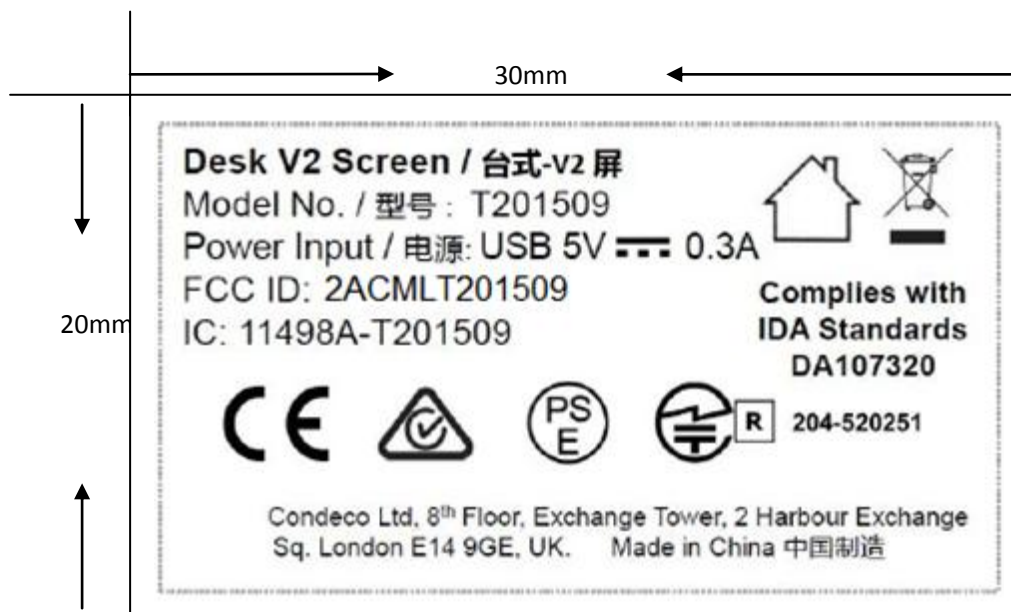 30mm
20mm
Desk V2 Screen / 台式-V2 屏
Model No. / 型号 : T201509
Power Input / 电源: USB 5V 0.3A
FCC ID: 2ACMLT201509
IC: 11498A-T201509
Complies with
IDA Standards
DA107320
CE
PS
E
R 204-520251
Condeco Ltd, 8th Floor, Exchange Tower, 2 Harbour Exchange
Sq. London E14 9GE, UK. Made in China 中国制造